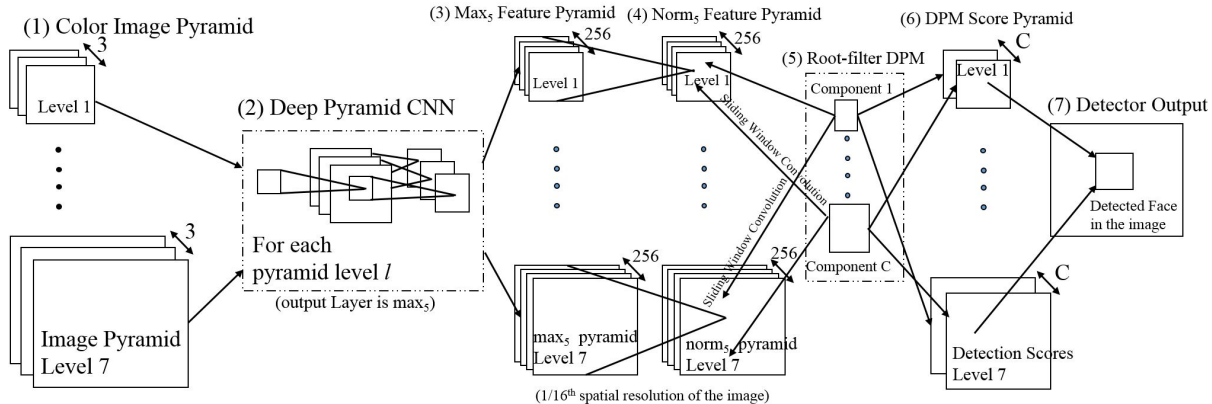 (1) Color Image Pyramid
3
Level 1
3
Image Pyramid
Level 7
(2) Deep Pyramid CNN
For each
pyramid level l
(output Layer is max₅)
(3) Max₅ Feature Pyramid
256
Level 1
256
max₅ pyramid
Level 7
(4) Norm₅ Feature Pyramid
256
Level 1
256
norm₅ pyramid
Level 7
(1/16ᵗʰ spatial resolution of the image)
Sliding Window Convolution
Sliding Window Convolution
(5) Root-filter DPM
Component 1
Component C
(6) DPM Score Pyramid
C
Level 1
C
Detection Scores
Level 7
(7) Detector Output
Detected Face
in the image